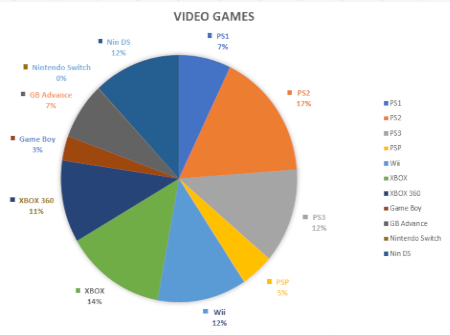 VIDEO GAMES
PS1
7%
PS2
17%
PS3
12%
PSP
5%
Wii
12%
XBOX
14%
XBOX 360
11%
Game Boy
3%
GB Advance
7%
Nintendo Switch
0%
Nin DS
12%
PS1
PS2
PS3
PSP
Wii
XBOX
XBOX 360
Game Boy
GB Advance
Nintendo Switch
Nin DS